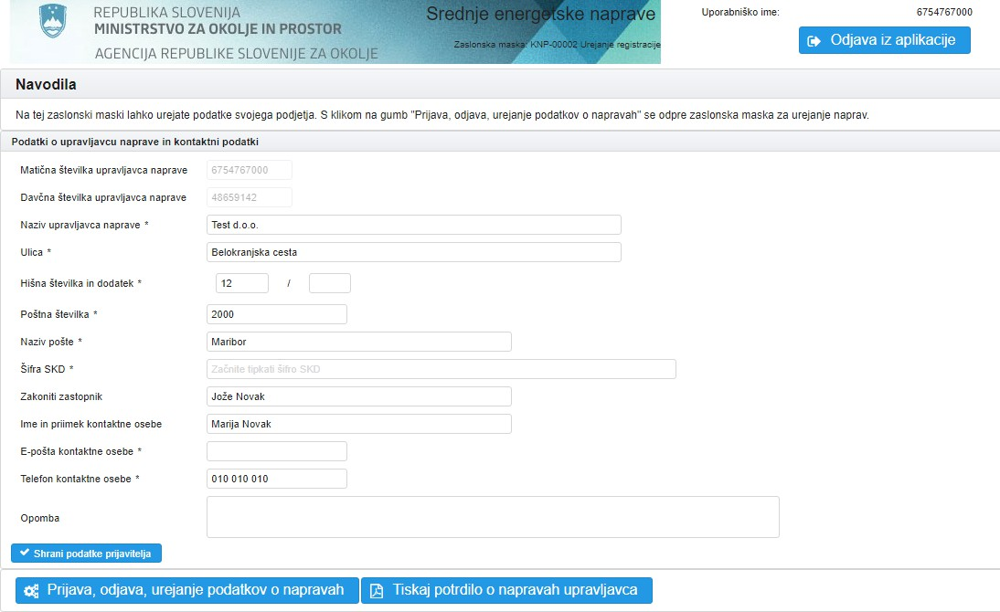 REPUBLIKA SLOVENIJA
MINISTRSTVO ZA OKOLJE IN PROSTOR
AGENCIJA REPUBLIKE SLOVENIJE ZA OKOLJE
Srednje energetske naprave
Zaslonska maska: KNP-00002 Urejanje registracije
Uporabniško ime: 6754767000
Odjava iz aplikacije
Navodila
Na tej zaslonski maski lahko urejate podatke svojega podjetja. S klikom na gumb "Prijava, odjava, urejanje podatkov o napravah" se odpre zaslonska maska za urejanje naprav.
Podatki o upravljavcu naprave in kontaktni podatki
Matična številka upravljavca naprave 6754767000
Davčna številka upravljavca naprave 48659142
Naziv upravljavca naprave * Test d.o.o.
Ulica * Belokranjska cesta
Hišna številka in dodatek * 12 /
Poštna številka * 2000
Naziv pošte * Maribor
Šifra SKD * Začnite tipkati šifro SKD
Zakoniti zastopnik Jože Novak
Ime in priimek kontaktne osebe Marija Novak
E-pošta kontaktne osebe *
Telefon kontaktne osebe * 010 010 010
Opomba
Shrani podatke prijavitelja
Prijava, odjava, urejanje podatkov o napravah Tiskaj potrdilo o napravah upravljavca